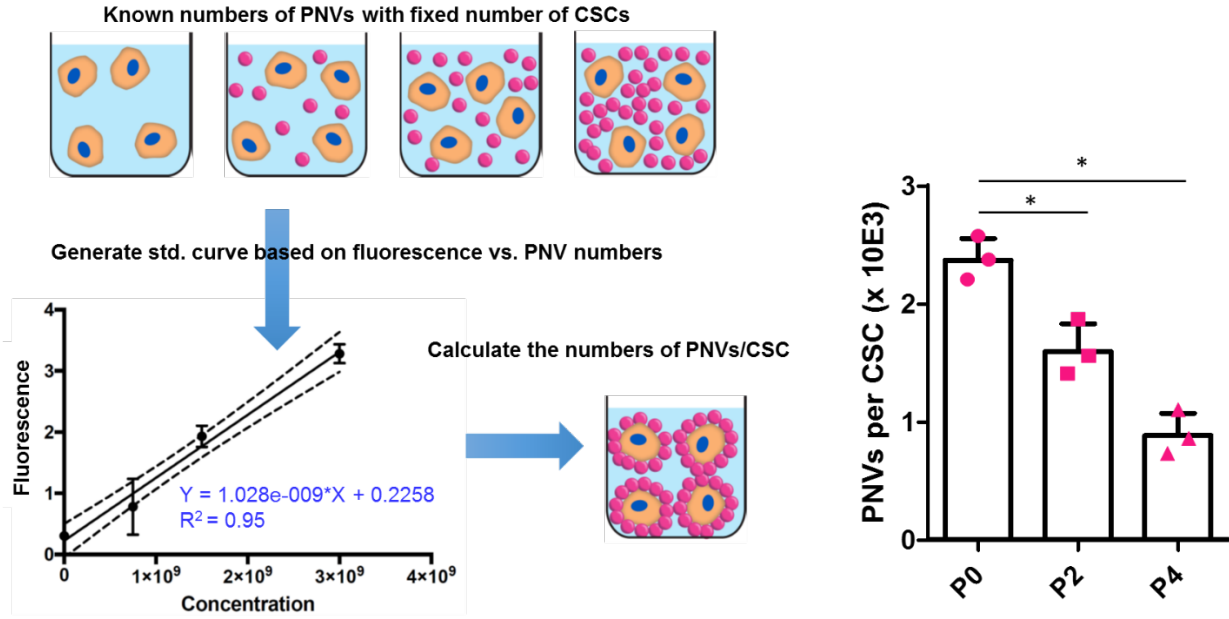 Known numbers of PNVs with fixed number of CSCs
Generate std. curve based on fluorescence vs. PNV numbers
Fluorescence
4
3
2
1
0
Y = 1.028e-009*X + 0.2258
R² = 0.95
0
1×10⁹
2×10⁹
3×10⁹
4×10⁹
Concentration
Calculate the numbers of PNVs/CSC
PNVs per CSC (x 10E3)
3
2
1
0
*
*
P0
P2
P4